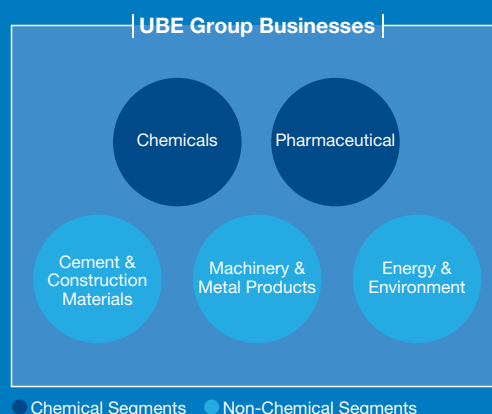 UBE Group Businesses
Chemicals
Pharmaceutical
Cement &
Construction
Materials
Machinery &
Metal Products
Energy &
Environment
Chemical Segments
Non-Chemical Segments